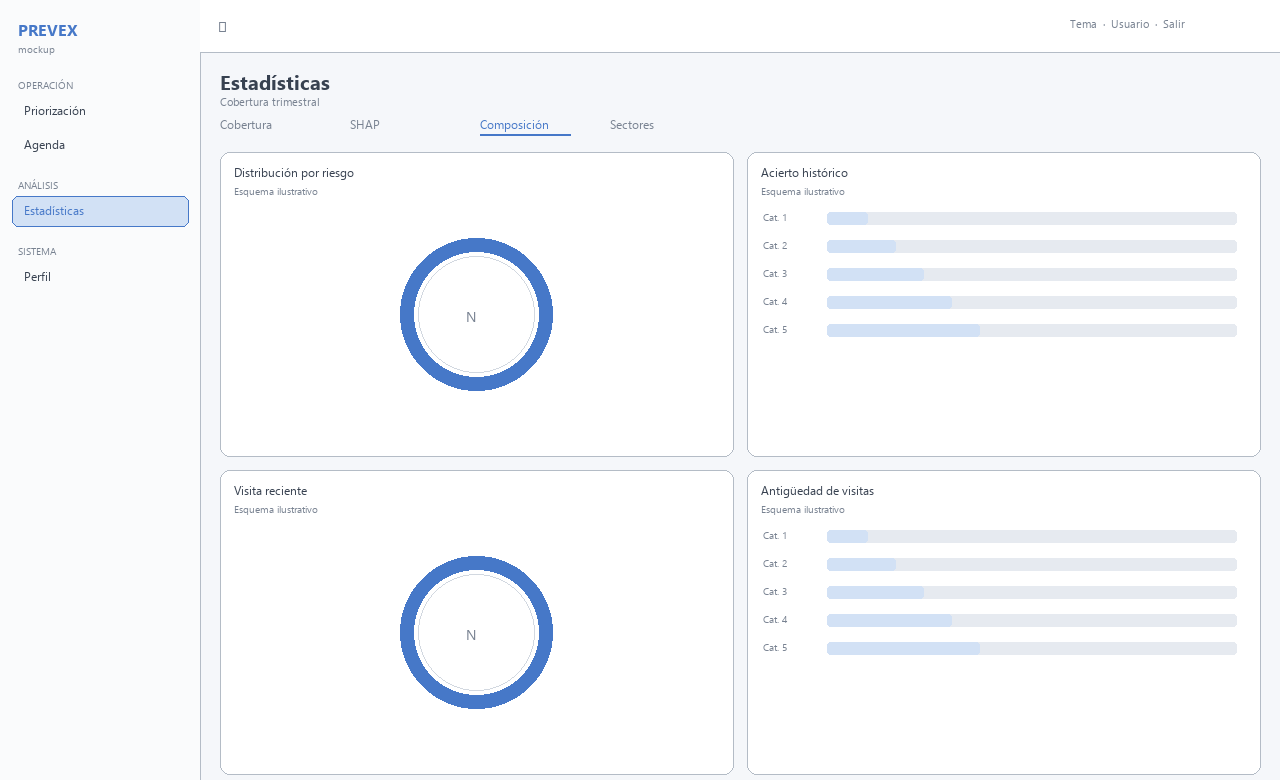 PREVEX
mockup
OPERACIÓN
Priorización
Agenda
ANÁLISIS
Estadísticas
SISTEMA
Perfil
Tema · Usuario · Salir
Estadísticas
Cobertura trimestral
Cobertura SHAP Composición Sectores
Distribución por riesgo
Esquema ilustrativo
N
Acierto histórico
Esquema ilustrativo
Cat. 1
Cat. 2
Cat. 3
Cat. 4
Cat. 5
Visita reciente
Esquema ilustrativo
N
Antigüedad de visitas
Esquema ilustrativo
Cat. 1
Cat. 2
Cat. 3
Cat. 4
Cat. 5